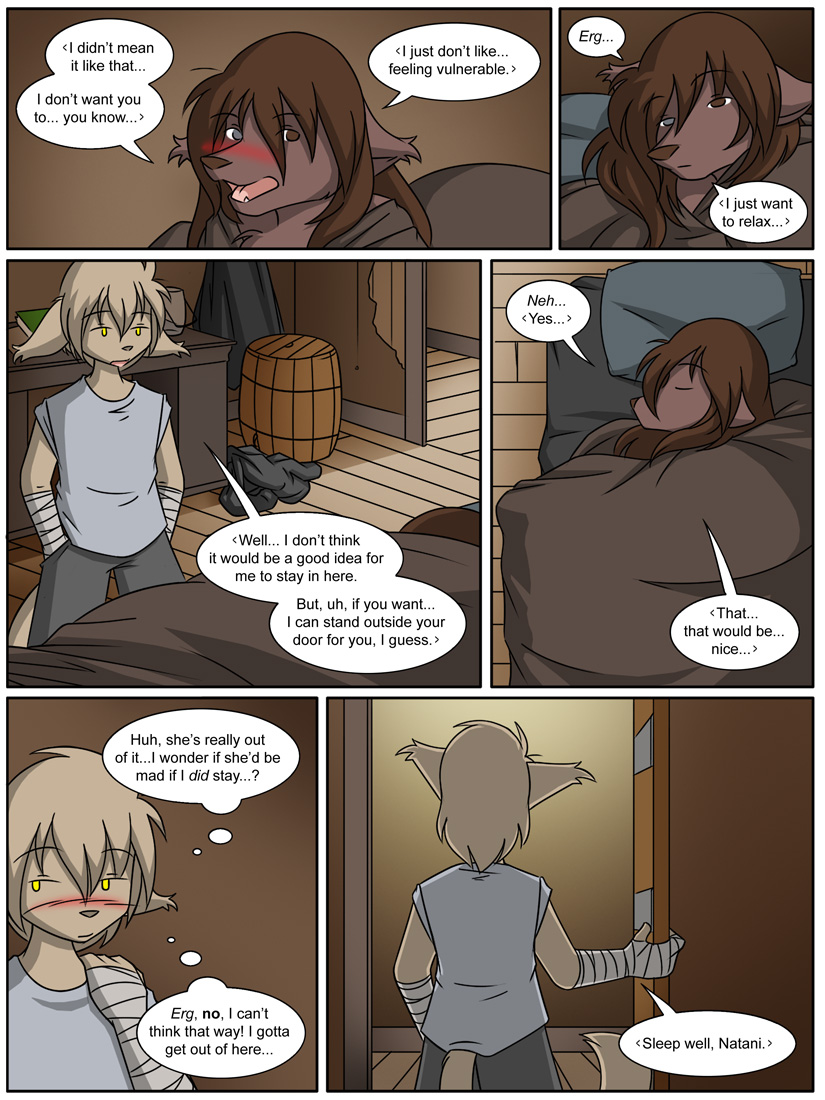 ‹I didn't mean
it like that...
I don't want you
to... you know...›
‹I just don't like...
feeling vulnerable.›
Erg...
‹I just want
to relax...›
‹Well... I don't think
it would be a good idea for
me to stay in here.
But, uh, if you want...
I can stand outside your
door for you, I guess.›
Neh...
‹Yes...›
‹That...
that would be...
nice...›
Huh, she's really out
of it...I wonder if she'd be
mad if I did stay...?
Erg, no, I can't
think that way! I gotta
get out of here...
‹Sleep well, Natani.›